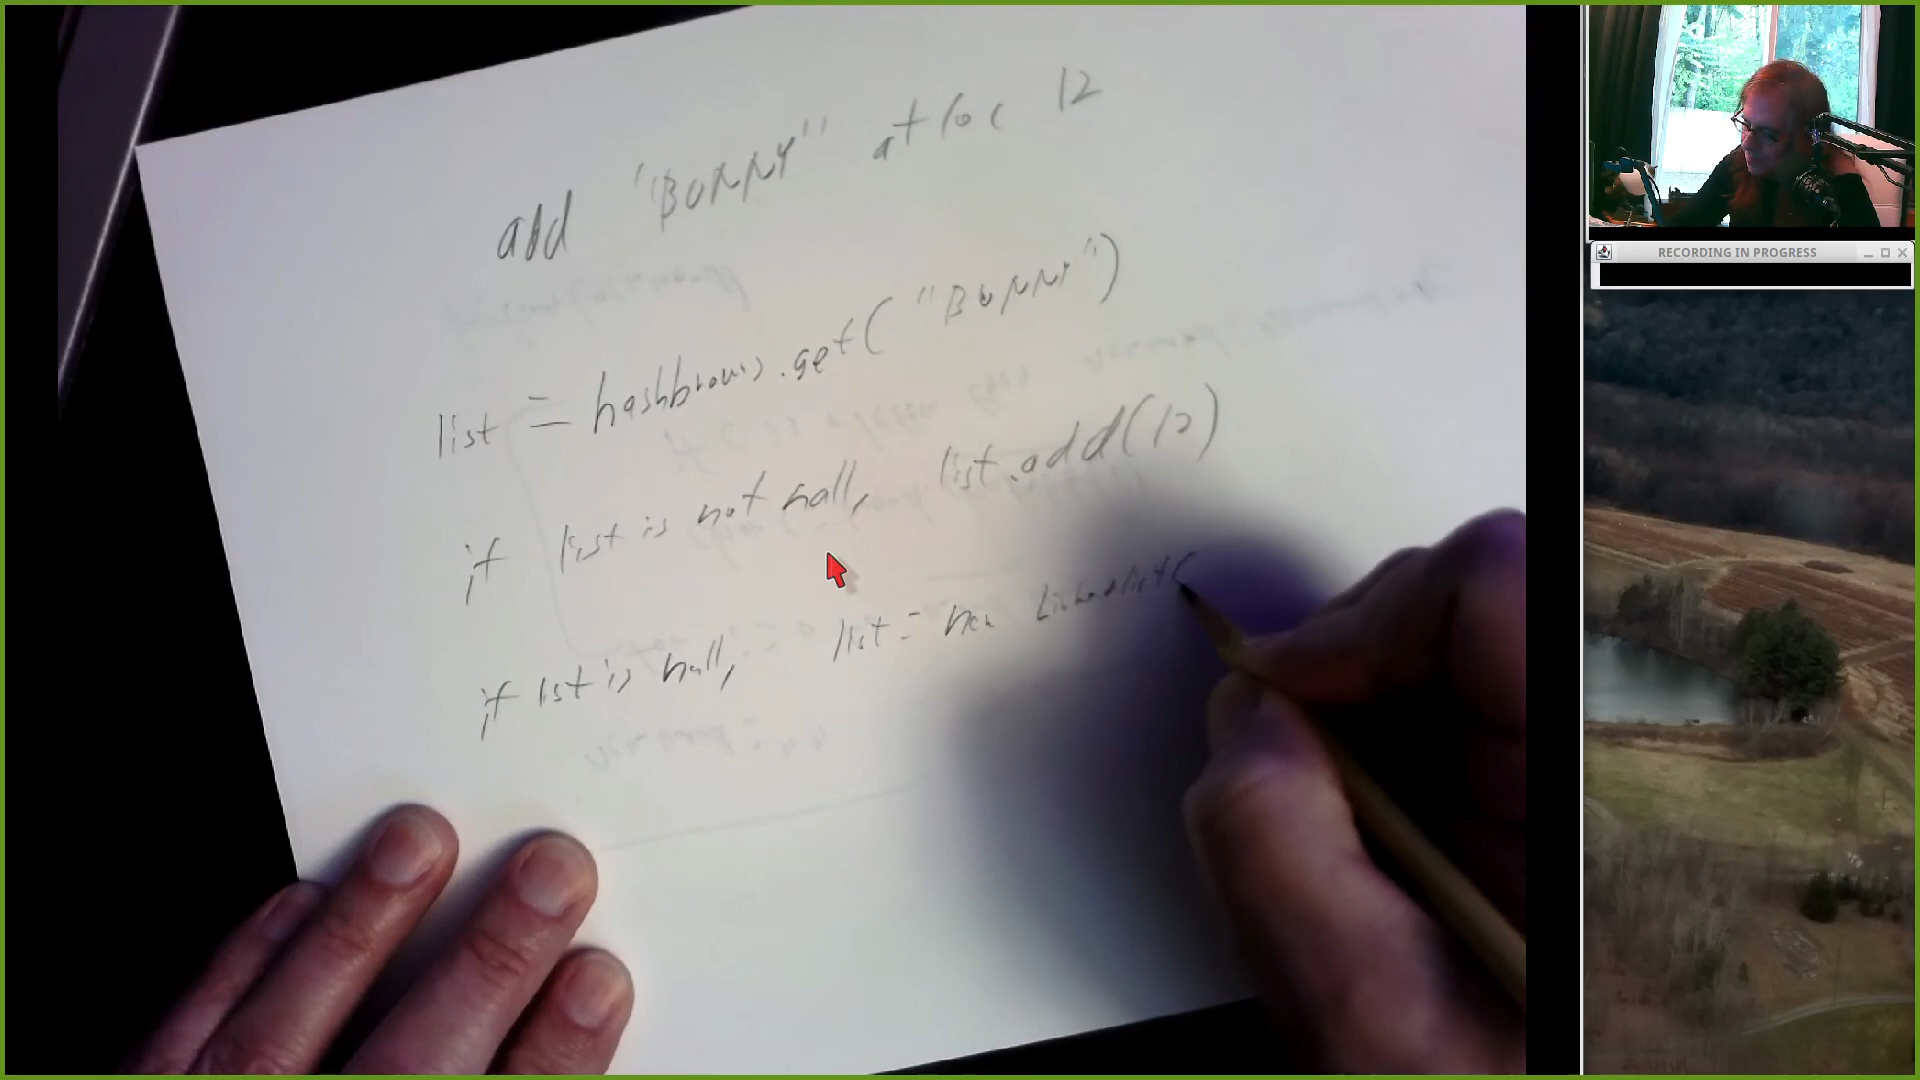 add "BUNNY" at loc 12
list = hashbrowns.get("BUNNY")
if list is not null, list.add(12)
if list is null, list = new LinkedList(
RECORDING IN PROGRESS